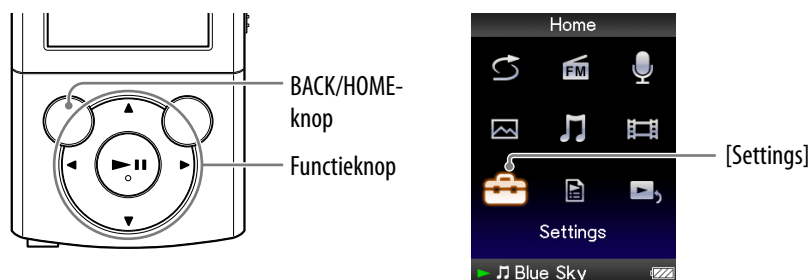 BACK/HOME-
knop
Functieknop
Home
FM
[Settings]
Settings
Blue Sky